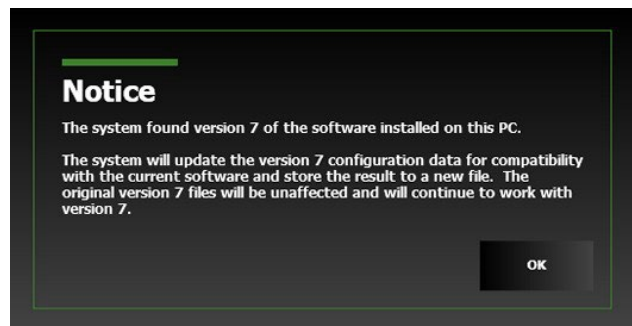 Notice
The system found version 7 of the software installed on this PC.
The system will update the version 7 configuration data for compatibility
with the current software and store the result to a new file.  The
original version 7 files will be unaffected and will continue to work with
version 7.
OK